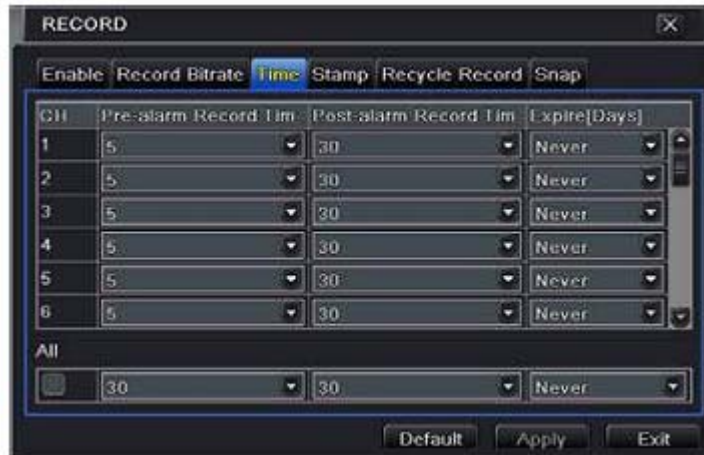 RECORD
Enable Record Bitrate Time Stamp Recycle Record Snap
CH Pre-alarm Record Tim Post-alarm Record Tim Expire[Days]
1 5 30 Never
2 5 30 Never
3 5 30 Never
4 5 30 Never
5 5 30 Never
6 5 30 Never
All
30 30 Never
Default Apply Exit